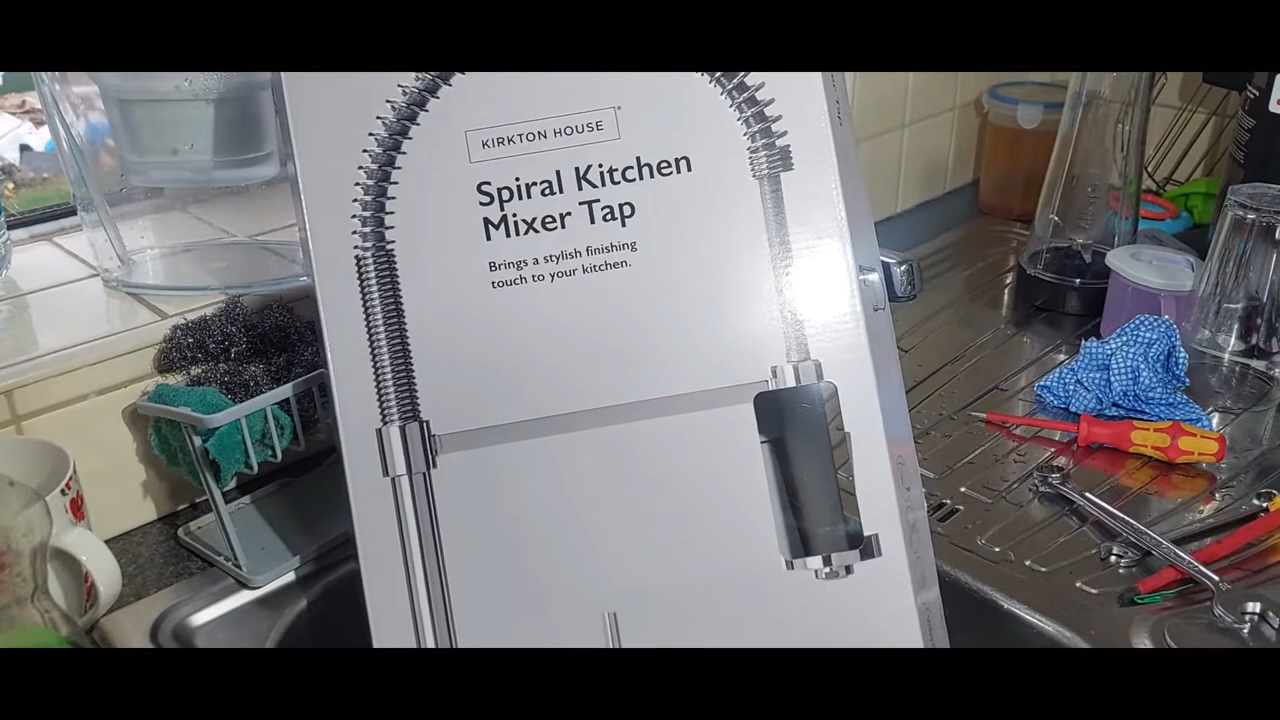 KIRKTON HOUSE
Spiral Kitchen
Mixer Tap
Brings a stylish finishing
touch to your kitchen.